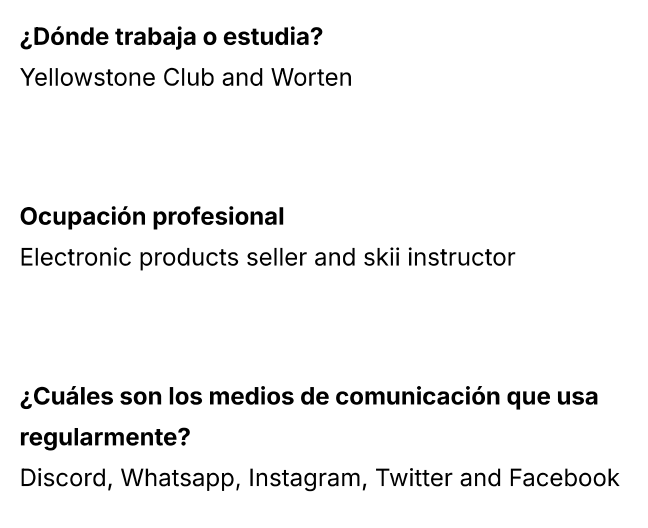 ¿Dónde trabaja o estudia?
Yellowstone Club and Worten
Ocupación profesional
Electronic products seller and skii instructor
¿Cuáles son los medios de comunicación que usa
regularmente?
Discord, Whatsapp, Instagram, Twitter and Facebook